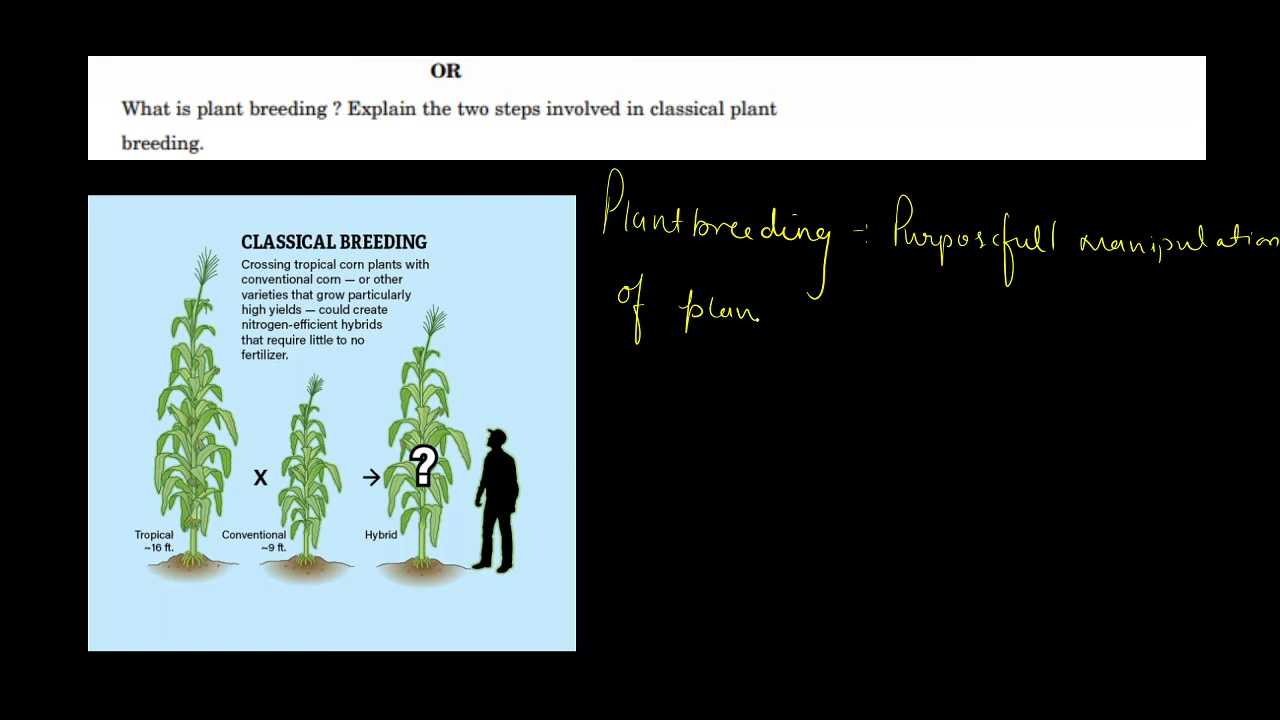 OR
What is plant breeding ? Explain the two steps involved in classical plant
breeding.
Plantbreeding -: Purposefull manipulation
of plan
CLASSICAL BREEDING
Crossing tropical corn plants with
conventional corn — or other
varieties that grow particularly
high yields — could create
nitrogen-efficient hybrids
that require little to no
fertilizer.
?
X →
Tropical Conventional Hybrid
~16 ft. ~9 ft.